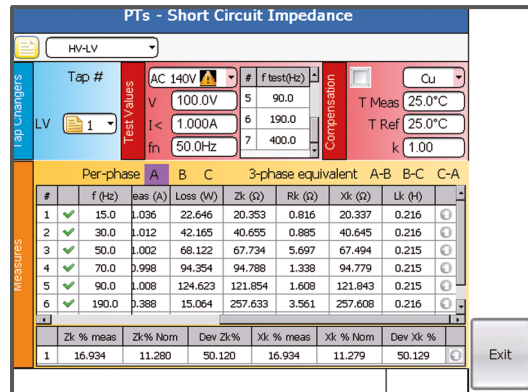 PTs - Short Circuit Impedance
HV-LV
Tap Changers
Tap #
LV
1
Test Values
AC 140V
V 100.0V
I< 1.000A
fn 50.0Hz
# f test(Hz)
5 90.0
6 190.0
7 400.0
Compensation
Cu
T Meas 25.0°C
T Ref 25.0°C
k 1.00
Measures
Per-phase A B C 3-phase equivalent A-B B-C C-A
# f (Hz) eas (A) Loss (W) Zk (Ω) Rk (Ω) Xk (Ω) Lk (H)
1 15.0 1.036 22.646 20.353 0.816 20.337 0.216
2 30.0 1.012 42.165 40.655 0.885 40.645 0.216
3 50.0 1.002 68.122 67.734 5.697 67.494 0.215
4 70.0 0.998 94.354 94.788 1.338 94.779 0.215
5 90.0 1.008 124.623 121.854 1.608 121.843 0.215
6 190.0 0.388 15.064 257.633 3.561 257.608 0.216
Zk % meas Zk% Nom Dev Zk% Xk % meas Xk % Nom Dev Xk %
1 16.934 11.280 50.120 16.934 11.279 50.129
Exit